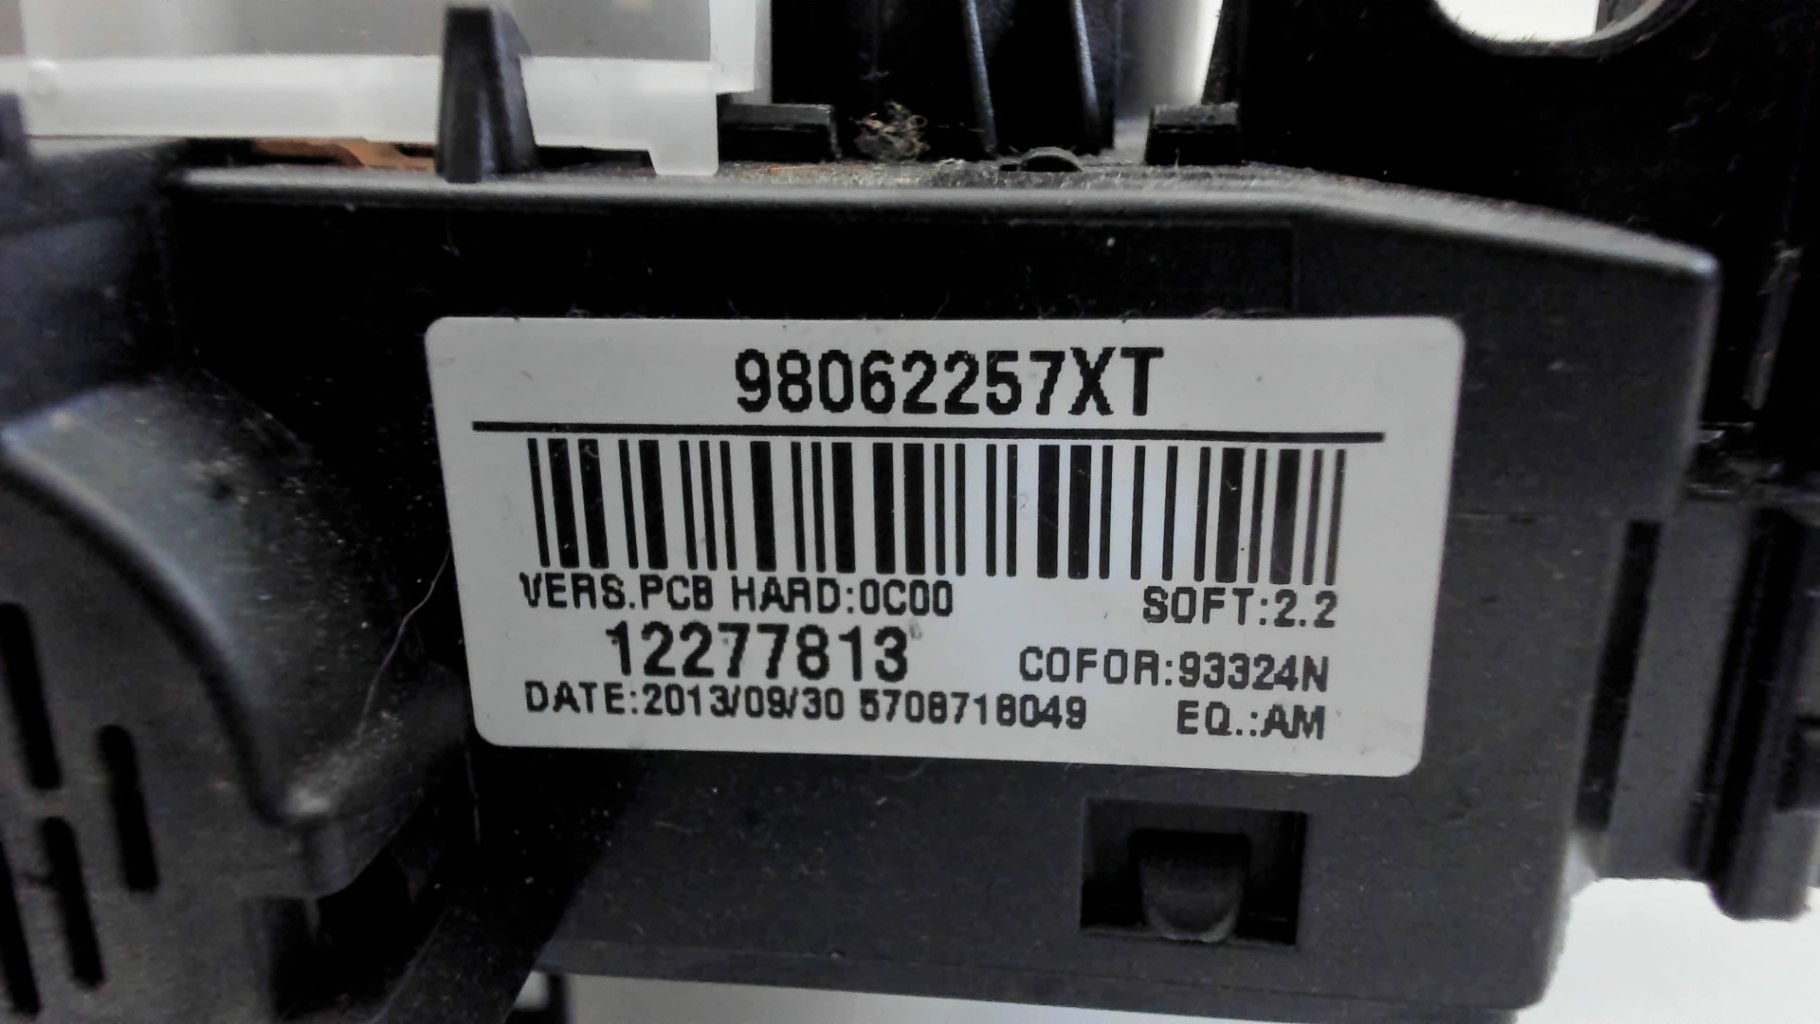 98062257XT
VERS.PCB HARD:0C00 SOFT:2.2
12277813 COFOR:93324N
DATE:2013/09/30 5708718049 EQ.:AM